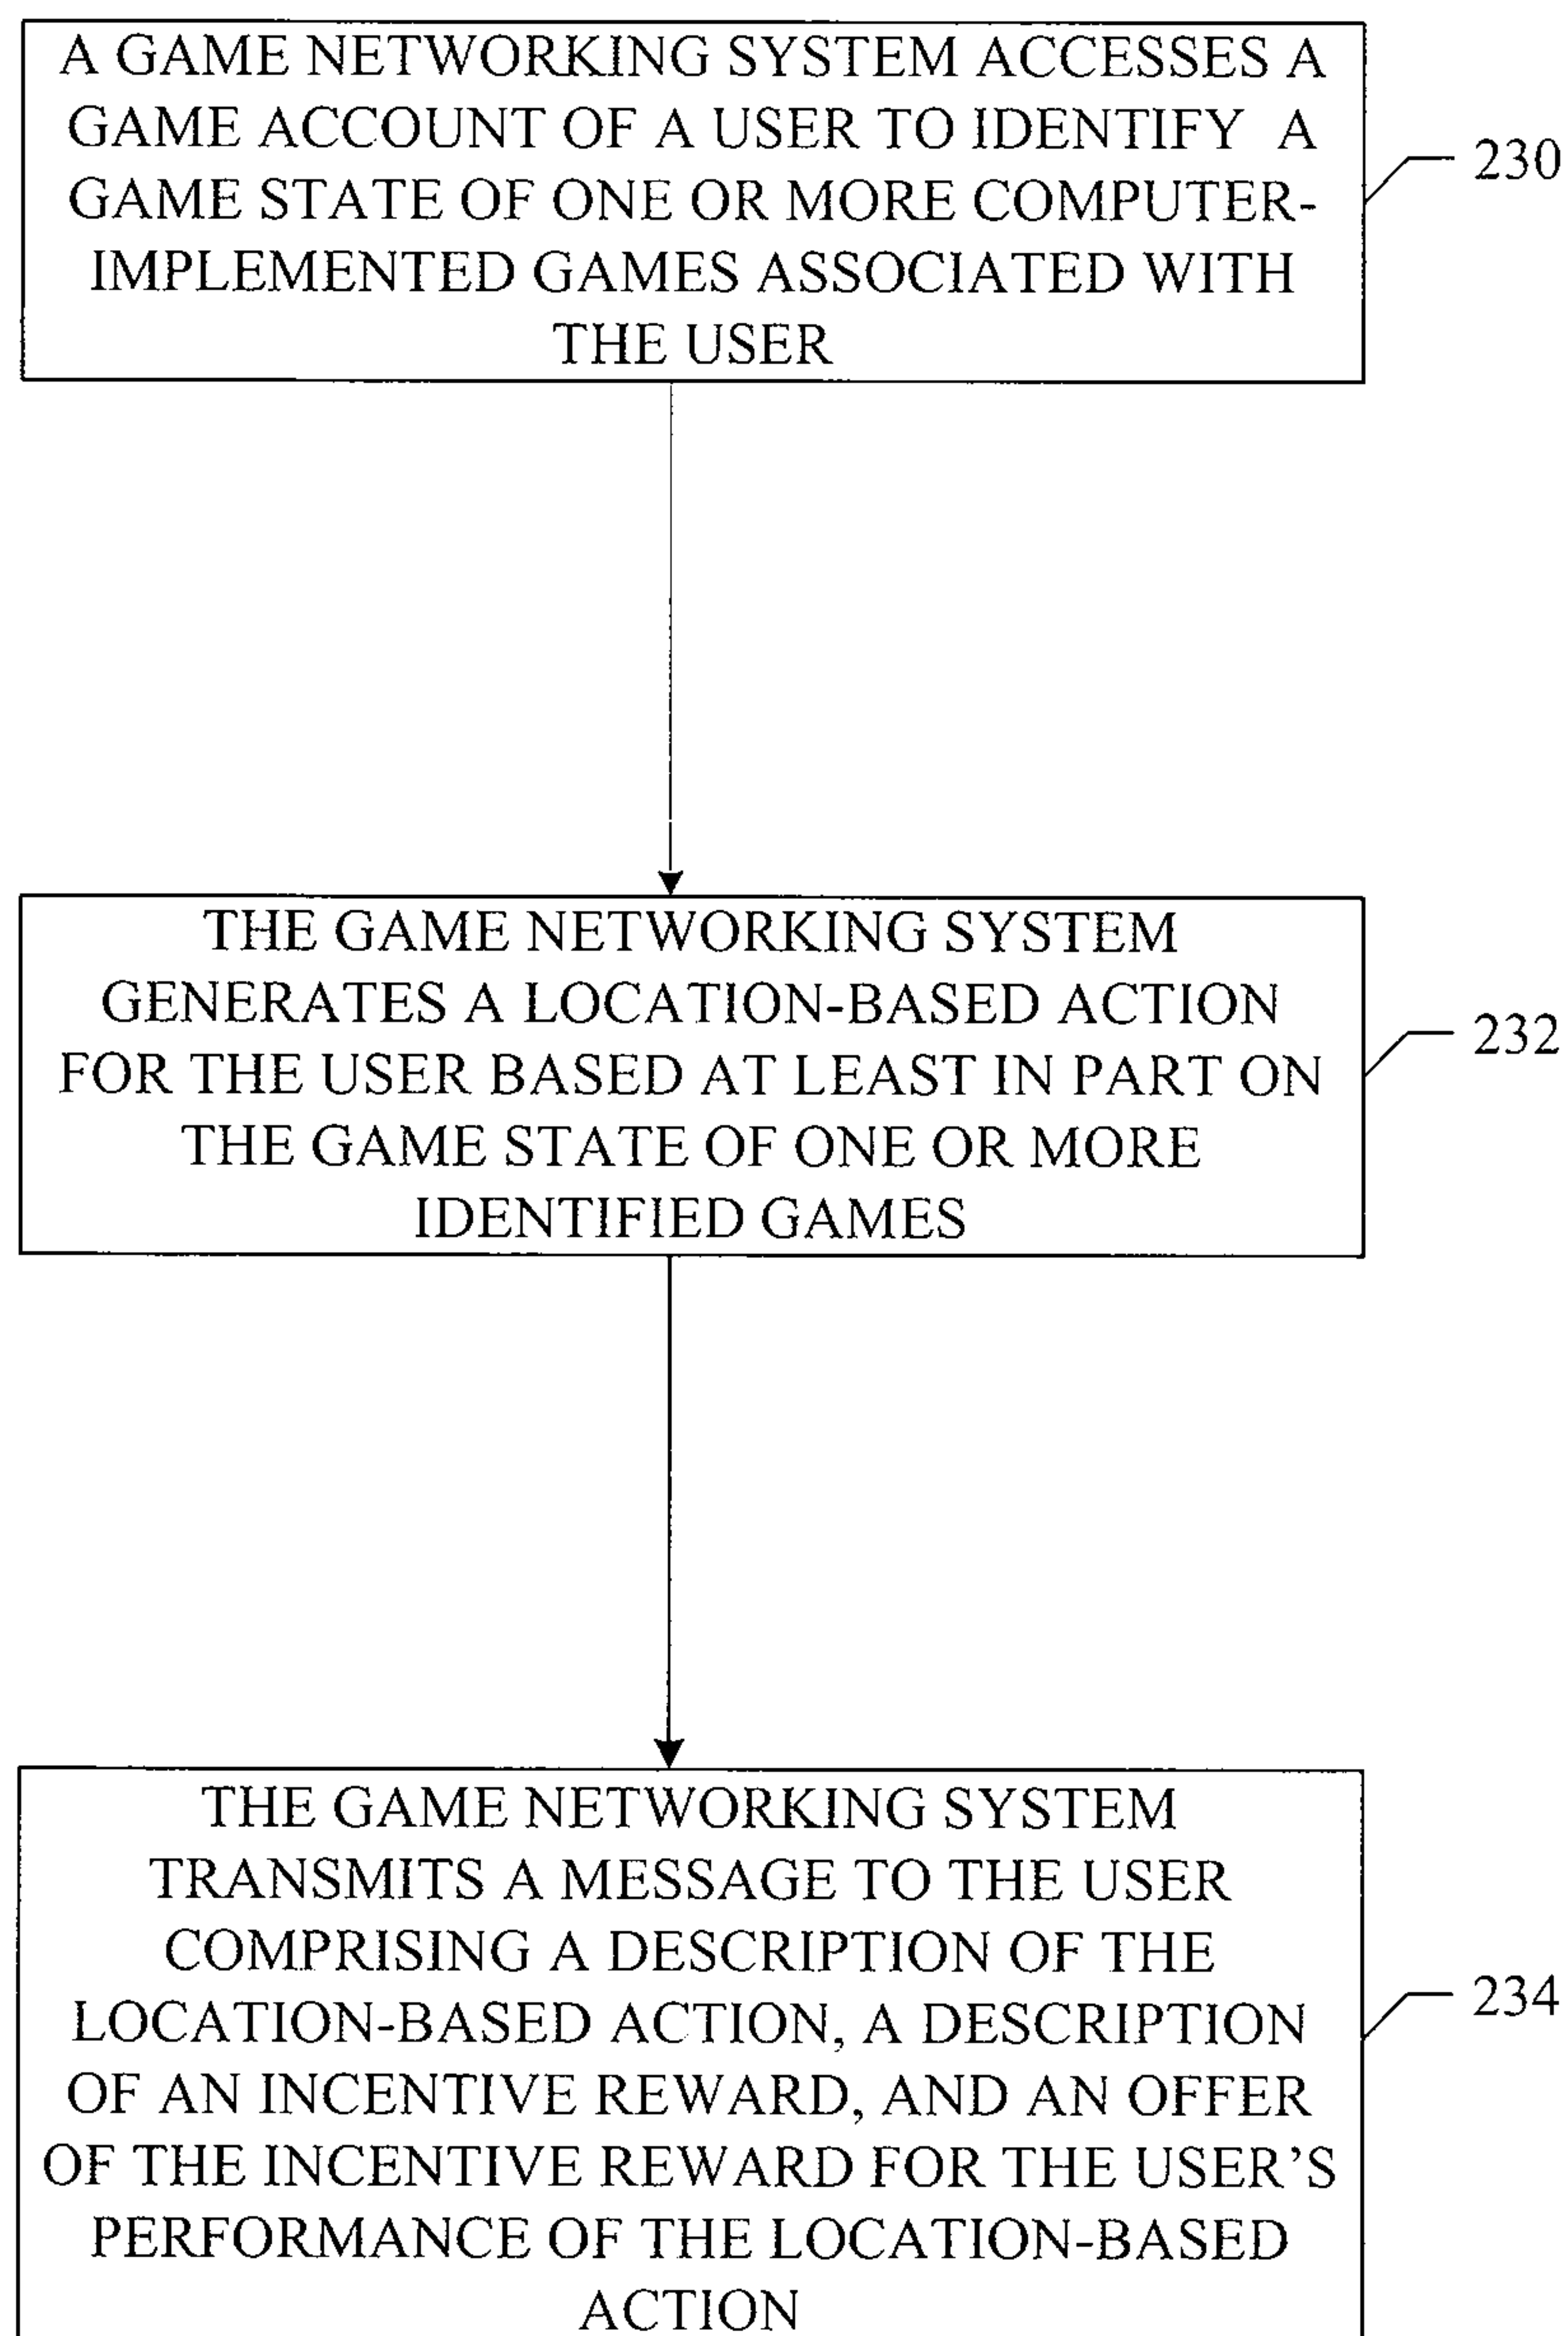 A GAME NETWORKING SYSTEM ACCESSES A
GAME ACCOUNT OF A USER TO IDENTIFY A
GAME STATE OF ONE OR MORE COMPUTER-
IMPLEMENTED GAMES ASSOCIATED WITH
THE USER
230
THE GAME NETWORKING SYSTEM
GENERATES A LOCATION-BASED ACTION
FOR THE USER BASED AT LEAST IN PART ON
THE GAME STATE OF ONE OR MORE
IDENTIFIED GAMES
232
THE GAME NETWORKING SYSTEM
TRANSMITS A MESSAGE TO THE USER
COMPRISING A DESCRIPTION OF THE
LOCATION-BASED ACTION, A DESCRIPTION
OF AN INCENTIVE REWARD, AND AN OFFER
OF THE INCENTIVE REWARD FOR THE USER’S
PERFORMANCE OF THE LOCATION-BASED
ACTION
234